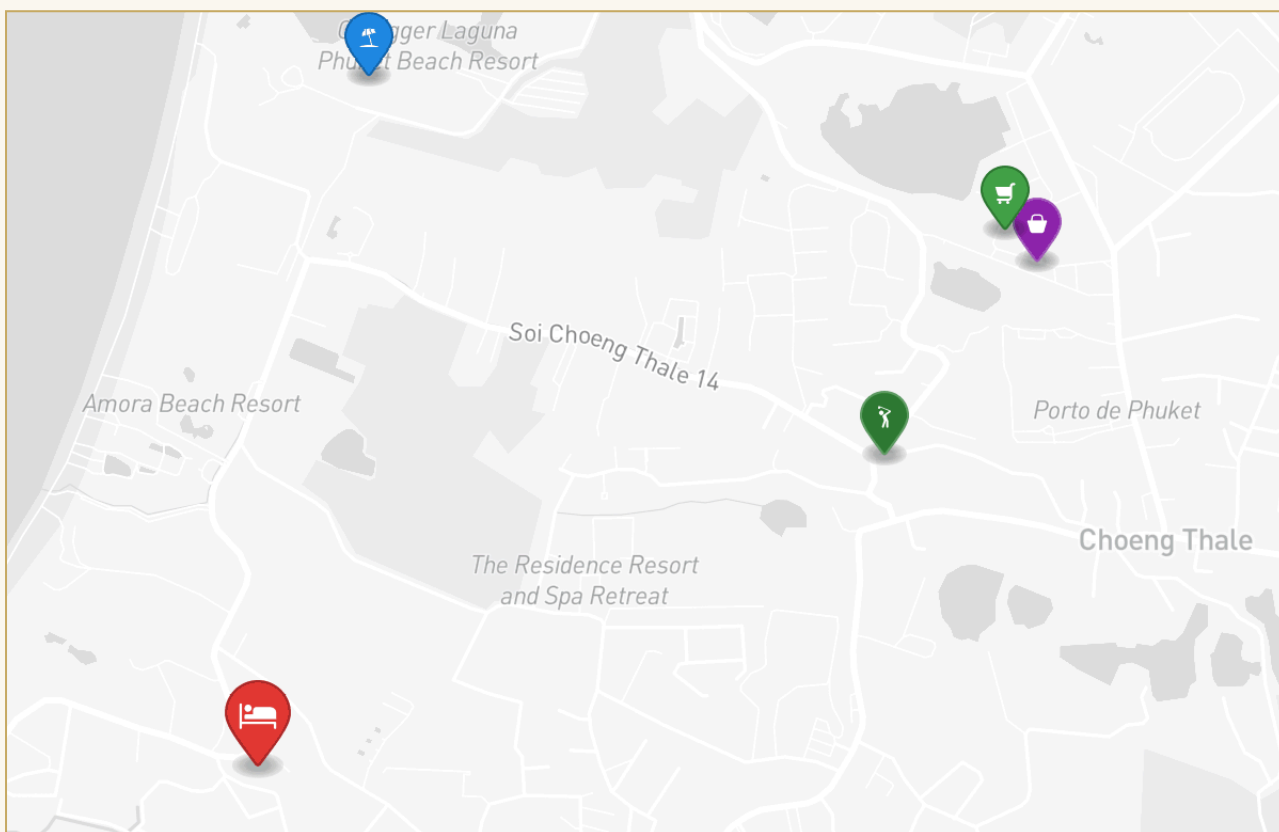 Laguna
Beach Resort
Soi Choeng Thale 14
Amora Beach Resort
Porto de Phuket
Choeng Thale
The Residence Resort
and Spa Retreat